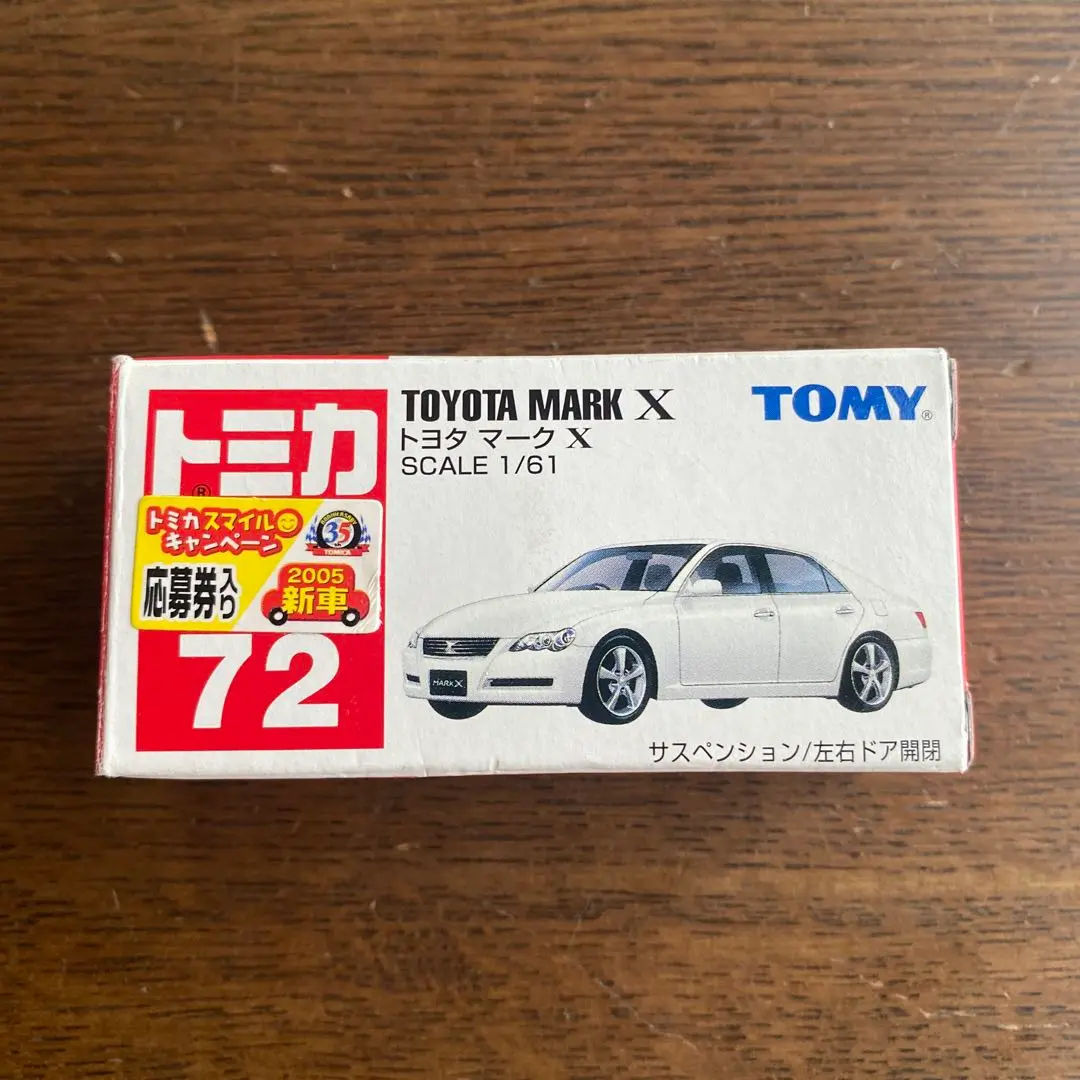 トミカ
®
トミカスマイル
キャンペーン
ANNIVERSARY
35
TOMICA
応募券入り
2005
新車
72
TOYOTA MARK X
トヨタ マーク X
SCALE 1/61
TOMY®
MARK X
サスペンション/左右ドア開閉